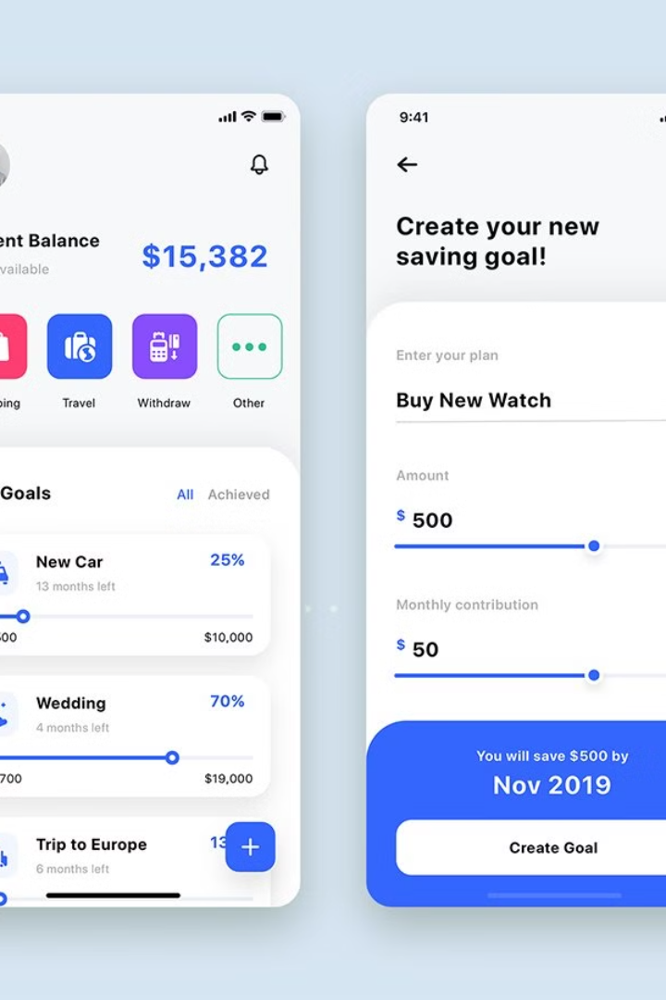 ent Balance
vailable
$15,382
Travel
Withdraw
Other
Goals
All Achieved
New Car 25%
13 months left
$10,000
Wedding 70%
4 months left
700 $19,000
Trip to Europe 13
6 months left
9:41
Create your new
saving goal!
Enter your plan
Buy New Watch
Amount
$ 500
Monthly contribution
$ 50
You will save $500 by
Nov 2019
Create Goal